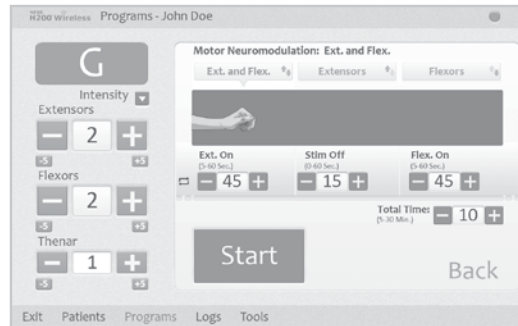 NESS
H200 Wireless Programs - John Doe
G
Intensity
Extensors
− 2 +
-5 +5
Flexors
− 2 +
-5 +5
Thenar
− 1 +
-5 +5
Motor Neuromodulation: Ext. and Flex.
Ext. and Flex. Extensors Flexors
Ext. On Stim Off Flex. On
(5-60 Sec.) (0-60 Sec.) (5-60 Sec.)
− 45 + − 15 + − 45 +
Total Time: − 10 +
(5-30 Min.)
Start
Back
Exit Patients Programs Logs Tools